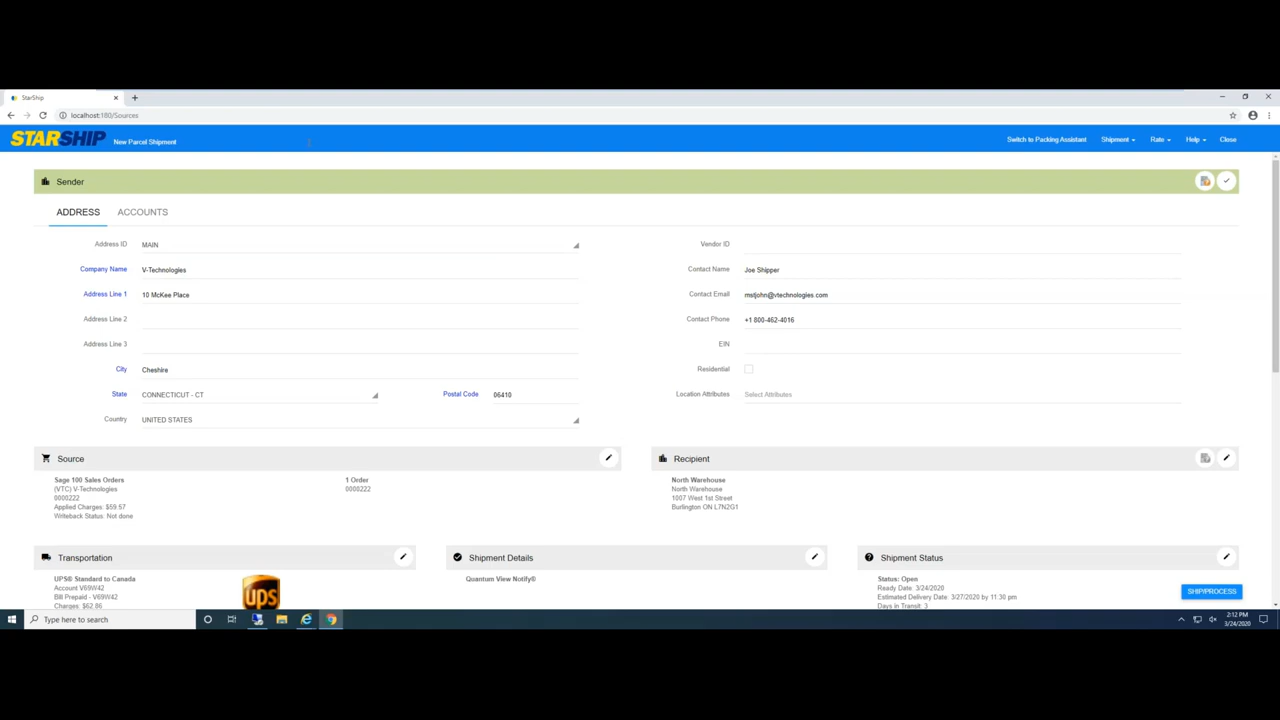 StarShip
localhost:180/Sources
STARSHIP New Parcel Shipment Switch to Packing Assistant Shipment Rate Help Close
Sender
ADDRESS ACCOUNTS
Address ID MAIN
Vendor ID
Company Name V-Technologies
Contact Name Joe Shipper
Address Line 1 10 McKee Place
Contact Email mstjohn@vtechnologies.com
Address Line 2
Contact Phone +1 800-462-4016
Address Line 3
EIN
City Cheshire
Residential
State CONNECTICUT - CT Postal Code 06410
Location Attributes Select Attributes
Country UNITED STATES
Source
Sage 100 Sales Orders
(VTC) V-Technologies
0000222
Applied Charges: $59.57
Writeback Status: Not done
1 Order
0000222
Recipient
North Warehouse
North Warehouse
1007 West 1st Street
Burlington ON L7N2G1
Transportation
UPS® Standard to Canada
Account V69W42
Bill Prepaid - V69W42
Charges: $62.86
ups
Shipment Details
Quantum View Notify®
Shipment Status
Status: Open
Ready Date: 3/24/2020
Estimated Delivery Date: 3/27/2020 by 11:30 pm
Days in Transit: 3
SHIP/PROCESS
Type here to search
2:12 PM
3/24/2020